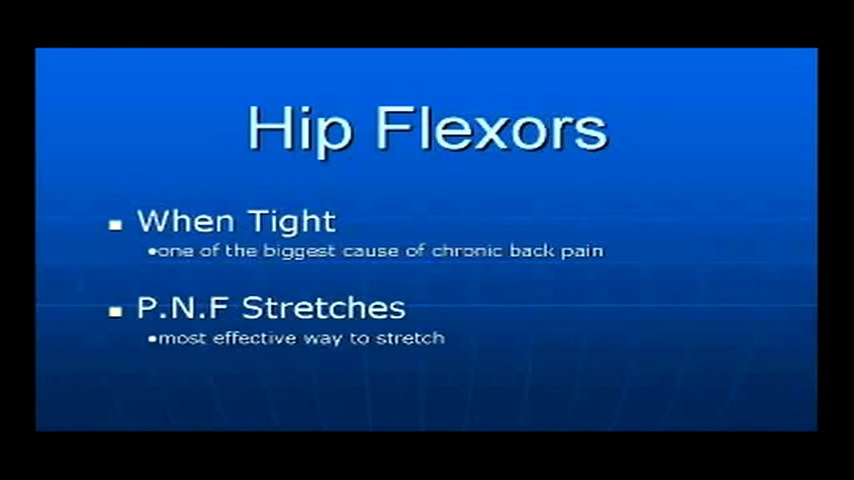 Hip Flexors
When Tight
•one of the biggest cause of chronic back pain
P.N.F Stretches
•most effective way to stretch